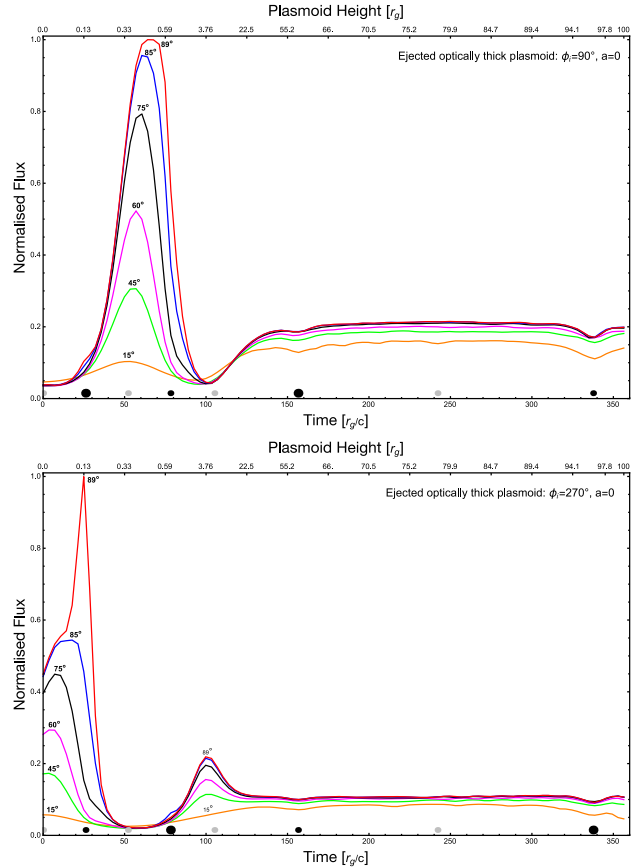 Plasmoid Height [rg]
0.0 0.13 0.33 0.59 3.76 22.5 55.2 66. 70.5 75.2 79.9 84.7 89.4 94.1 97.8 100
Ejected optically thick plasmoid: ϕi=90°, a=0
1.0
0.8
0.6
0.4
0.2
0.0
Normalised Flux
89°
85°
75°
60°
45°
15°
0 50 100 150 200 250 300 350
Time [rg/c]
Plasmoid Height [rg]
0.0 0.13 0.33 0.59 3.76 22.5 55.2 66. 70.5 75.2 79.9 84.7 89.4 94.1 97.8 100
Ejected optically thick plasmoid: ϕi=270°, a=0
1.0
0.8
0.6
0.4
0.2
0.0
Normalised Flux
89°
85°
75°
60°
45°
15°
89°
15°
0 50 100 150 200 250 300 350
Time [rg/c]